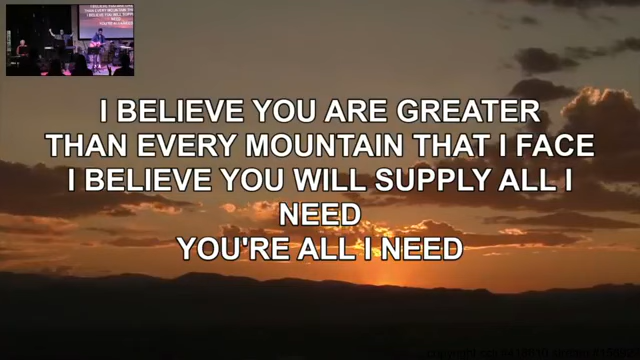 I BELIEVE YOU ARE GREATER
THAN EVERY MOUNTAIN THAT I FACE
I BELIEVE YOU WILL SUPPLY ALL I
NEED
YOU'RE ALL I NEED